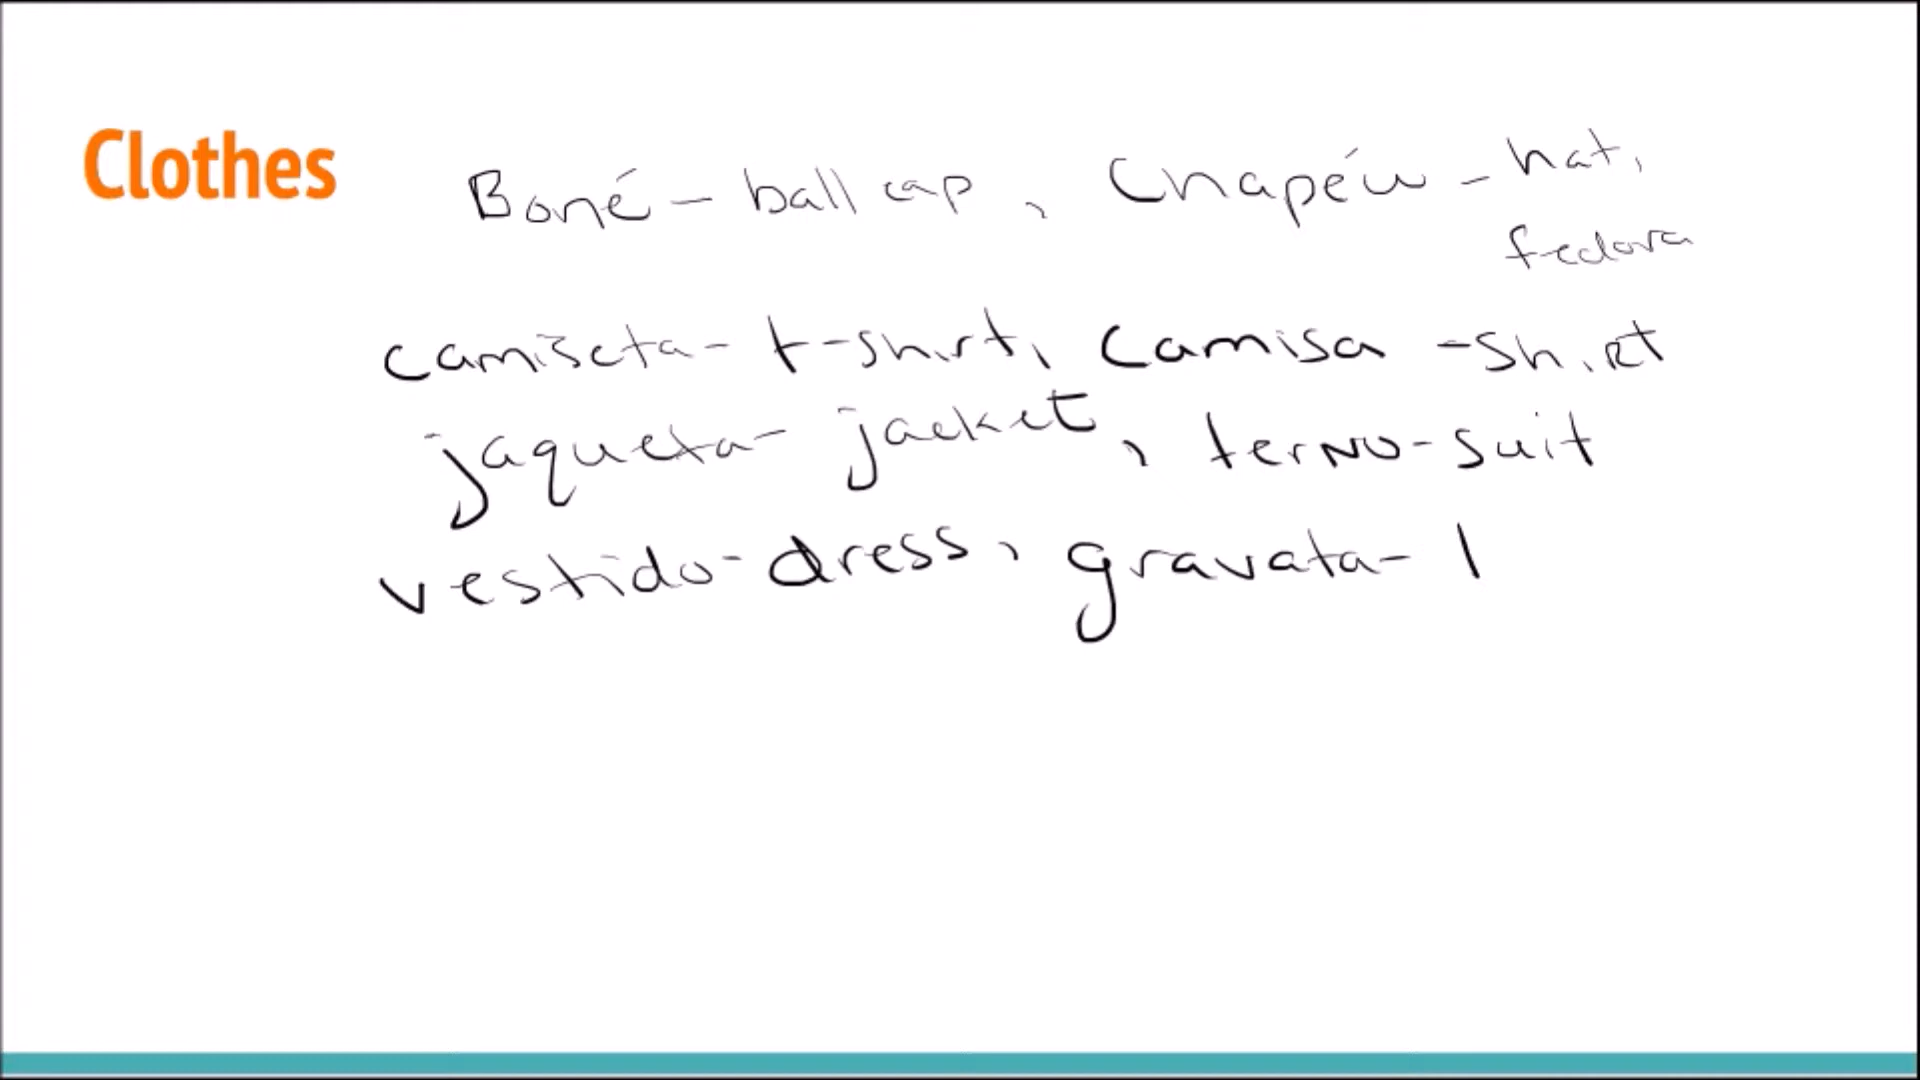 Clothes
Boné - ball cap, Chapéu - hat,
fedora
camiseta - t-shirt, Camisa - shirt
jaqueta - jacket, terno - suit
vestido - dress, gravata -